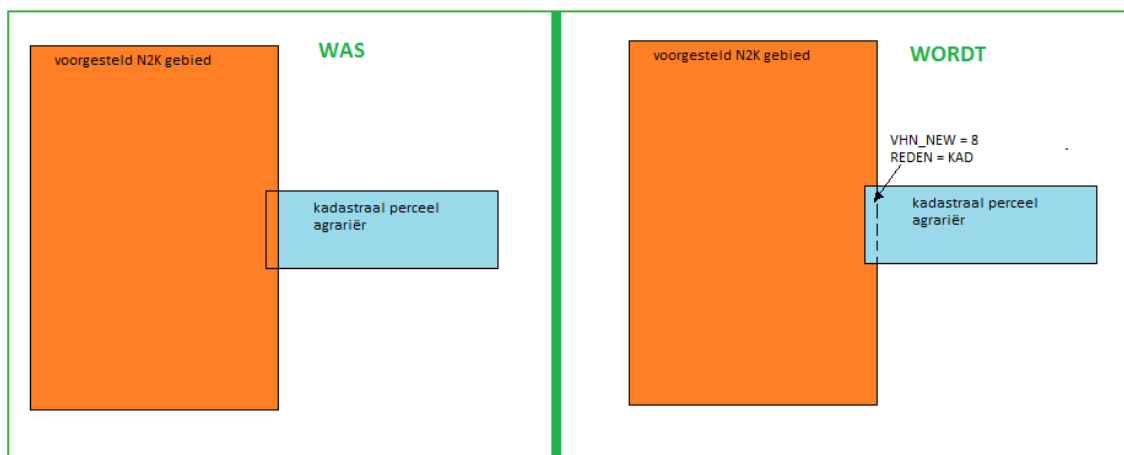 WAS
voorgesteld N2K gebied
kadastraal perceel
agrariër
WORDT
voorgesteld N2K gebied
VHN_NEW = 8
REDEN = KAD
kadastraal perceel
agrariër